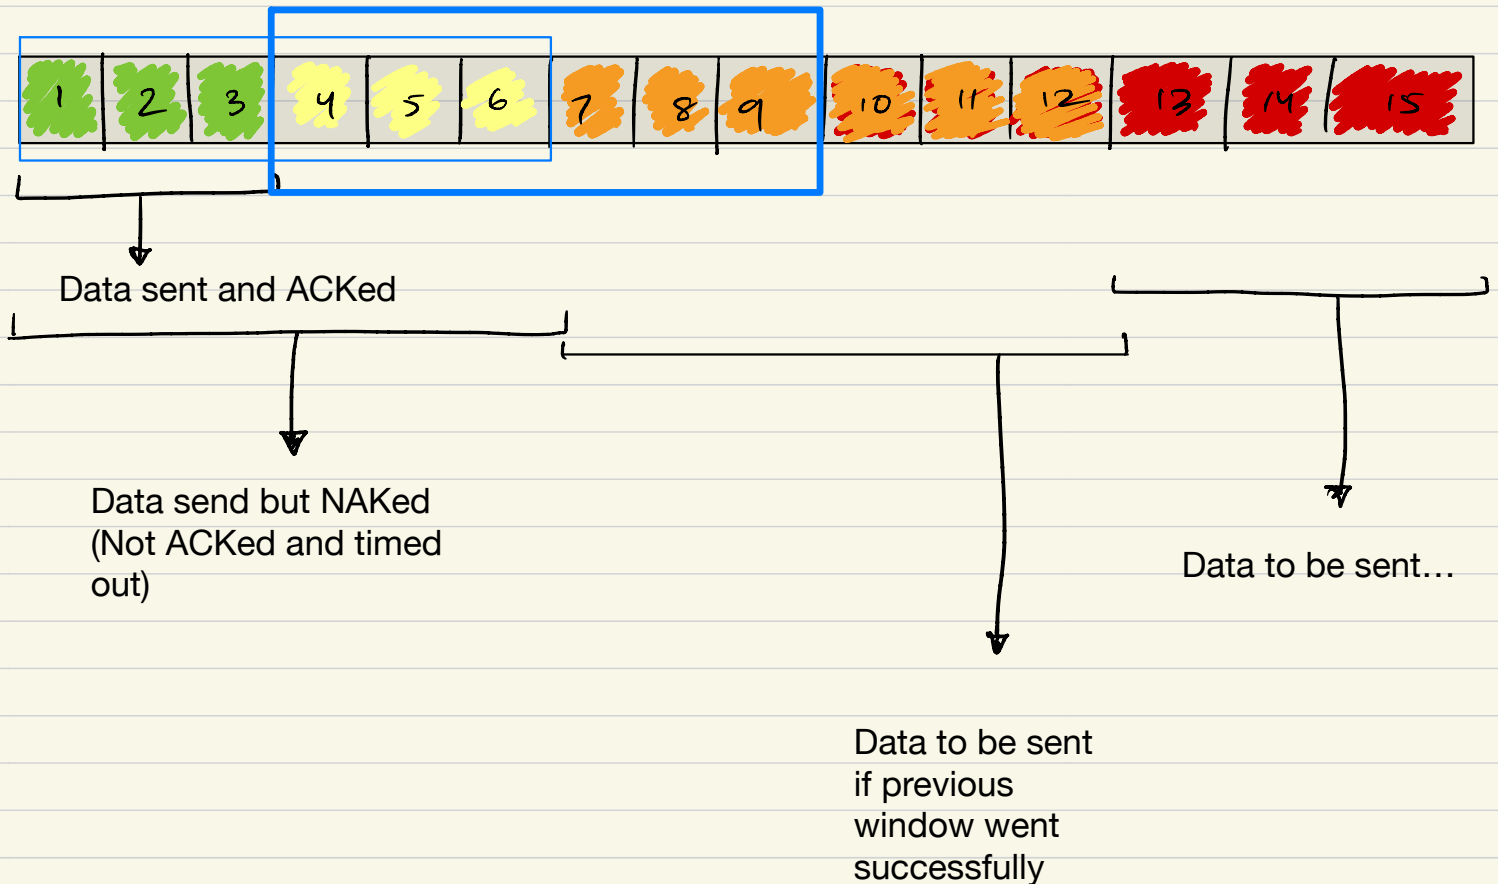 1 2 3 4 5 6 7 8 9 10 11 12 13 14 15
Data sent and ACKed
Data send but NAKed
(Not ACKed and timed
out)
Data to be sent…
Data to be sent
if previous
window went
successfully